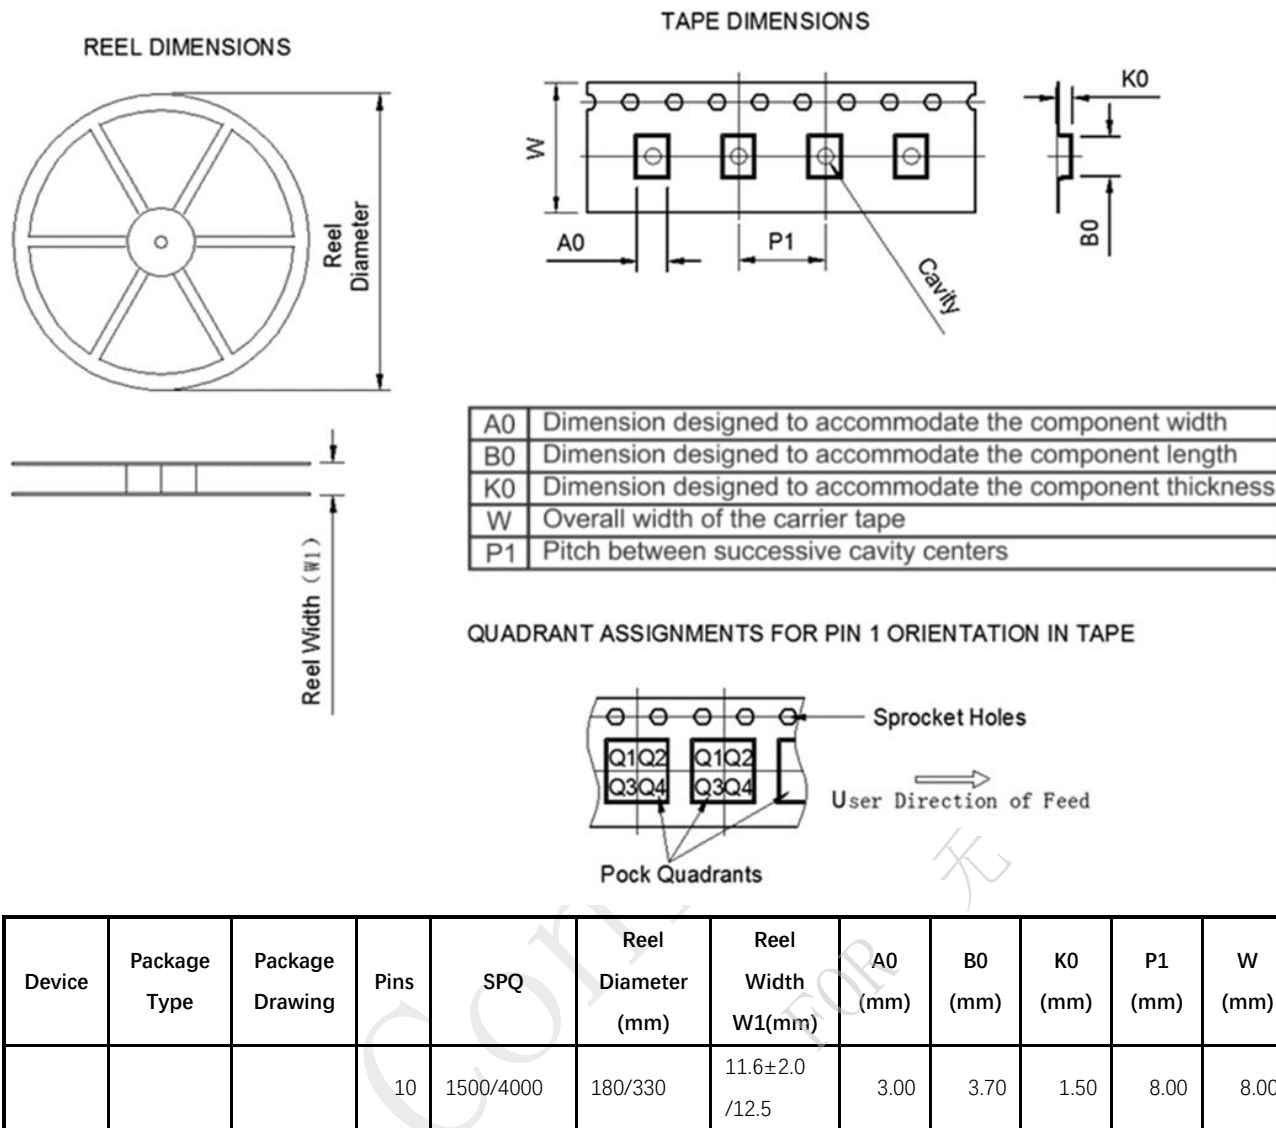 REEL DIMENSIONS
TAPE DIMENSIONS
Reel
Diameter
W
A0
P1
Cavity
K0
B0
Reel Width (W1)
A0 Dimension designed to accommodate the component width
B0 Dimension designed to accommodate the component length
K0 Dimension designed to accommodate the component thickness
W Overall width of the carrier tape
P1 Pitch between successive cavity centers
QUADRANT ASSIGNMENTS FOR PIN 1 ORIENTATION IN TAPE
Sprocket Holes
Q1 Q2 Q1 Q2
Q3 Q4 Q3 Q4
User Direction of Feed
Pock Quadrants
无
Con
FOR
Device
Package
Type
Package
Drawing
Pins
SPQ
Reel
Diameter
(mm)
Reel
Width
W1(mm)
A0
(mm)
B0
(mm)
K0
(mm)
P1
(mm)
W
(mm)
10
1500/4000
180/330
11.6±2.0
/12.5
3.00
3.70
1.50
8.00
8.00